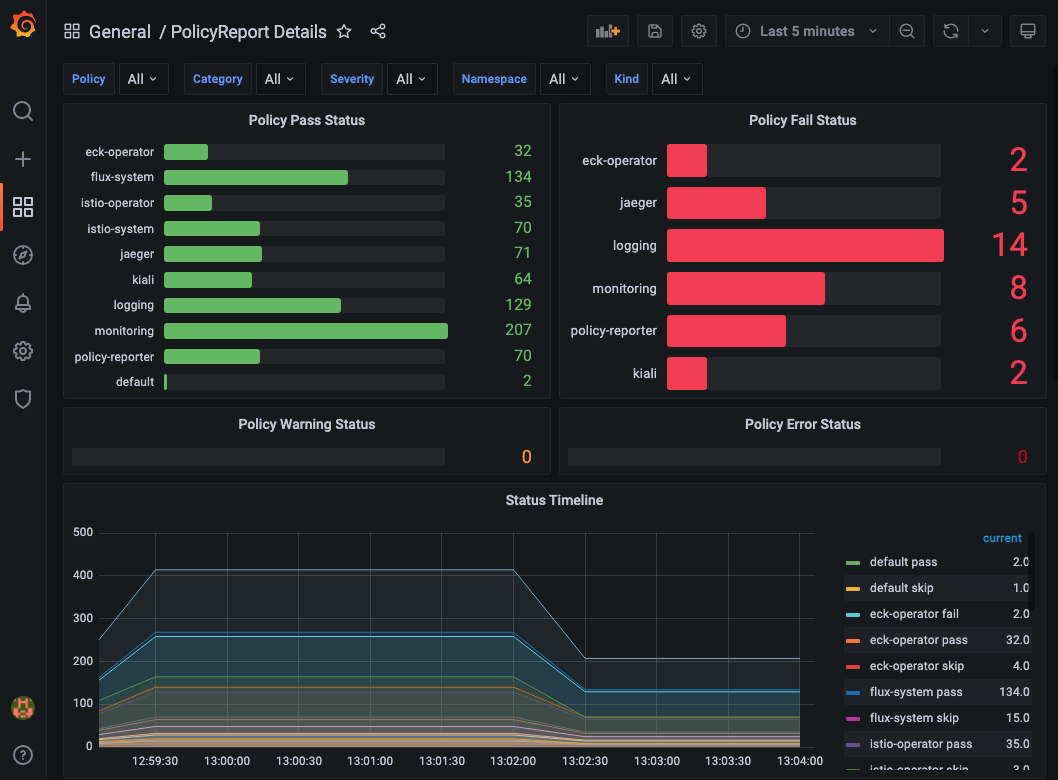 General / PolicyReport Details
Last 5 minutes
Policy All Category All Severity All Namespace All Kind All
Policy Pass Status
eck-operator 32
flux-system 134
istio-operator 35
istio-system 70
jaeger 71
kiali 64
logging 129
monitoring 207
policy-reporter 70
default 2
Policy Fail Status
eck-operator 2
jaeger 5
logging 14
monitoring 8
policy-reporter 6
kiali 2
Policy Warning Status
0
Policy Error Status
0
Status Timeline
500
400
300
200
100
0
12:59:30 13:00:00 13:00:30 13:01:00 13:01:30 13:02:00 13:02:30 13:03:00 13:03:30 13:04:00
current
default pass 2.0
default skip 1.0
eck-operator fail 2.0
eck-operator pass 32.0
eck-operator skip 4.0
flux-system pass 134.0
flux-system skip 15.0
istio-operator pass 35.0
istio-operator skip 3.0